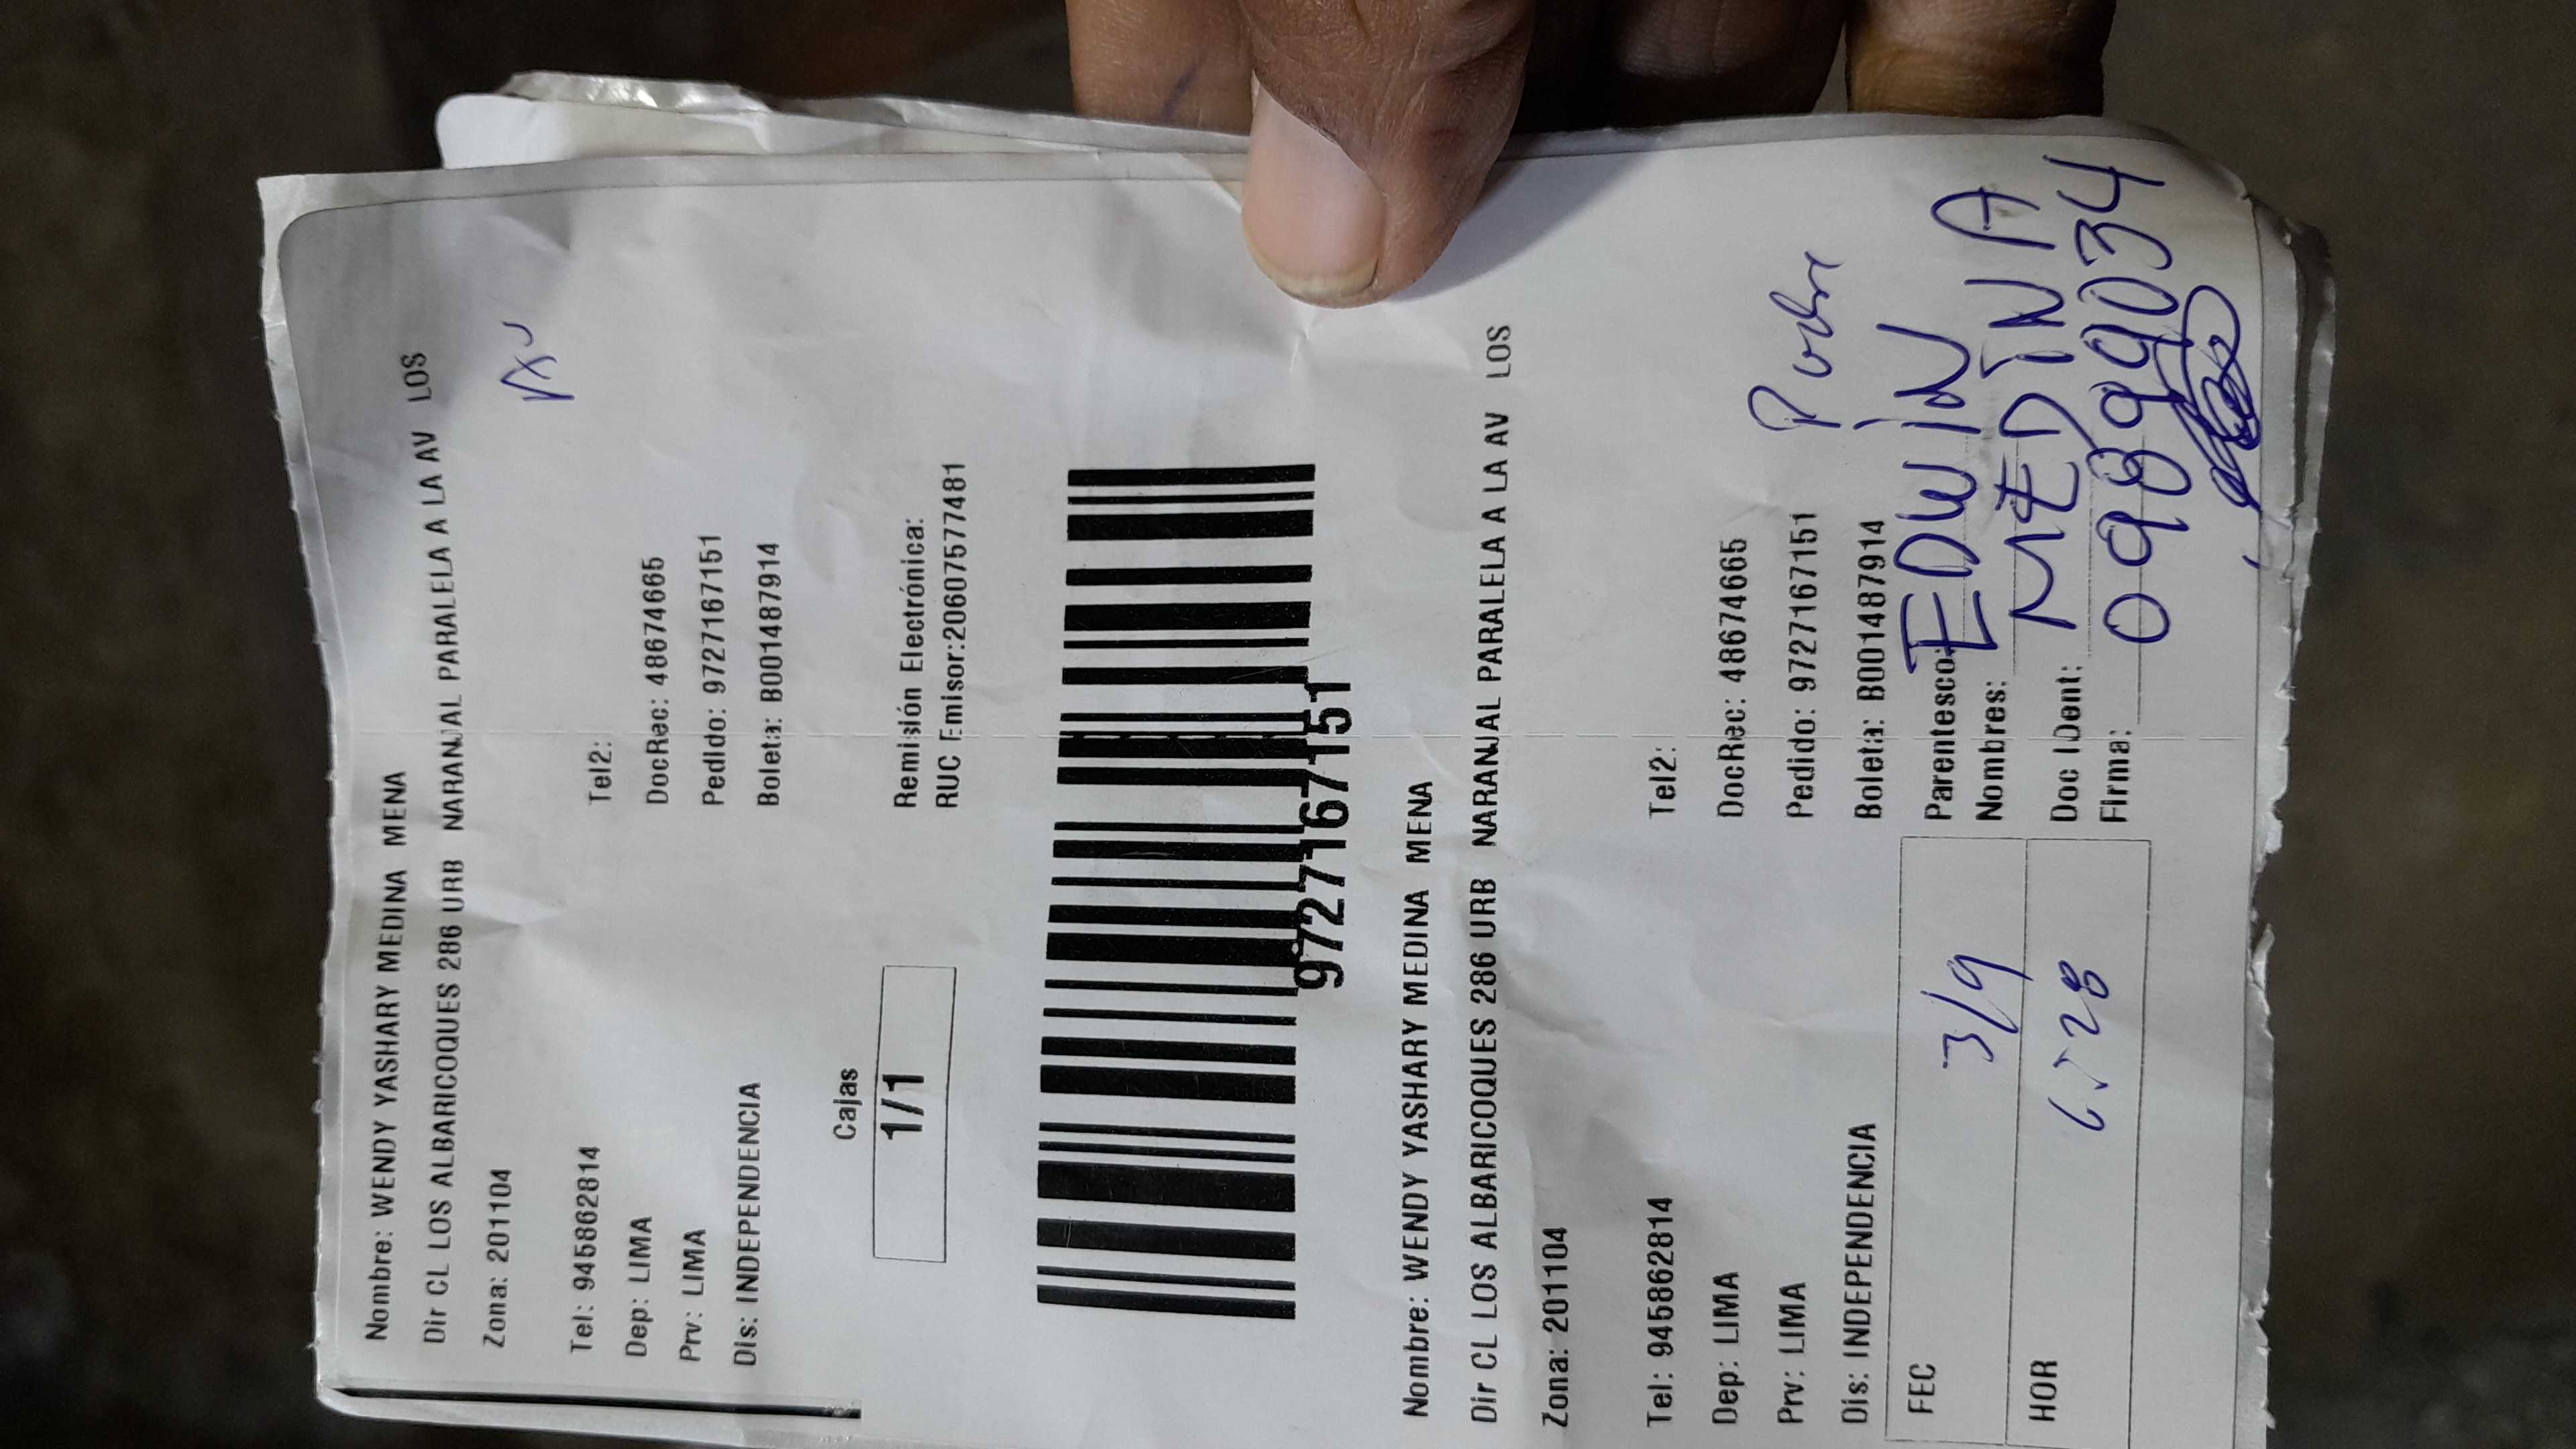 Nombre: WENDY YASHARY MEDINA MENA
Dir CL LOS ALBARICOQUES 286 URB NARANJAL PARALELA A LA AV LOS
Zona: 201104
Tel: 945862814 Tel2:
Dep: LIMA DocRec: 48674665
Prv: LIMA Pedido: 9727167151
Dis: INDEPENDENCIA Boleta: B001487914
Cajas
1/1
Remisión Electrónica:
RUC Emisor:20607577481
9727167151
Nombre: WENDY YASHARY MEDINA MENA
Dir CL LOS ALBARICOQUES 286 URB NARANJAL PARALELA A LA AV LOS
Zona: 201104
Tel: 945862814 Tel2:
Dep: LIMA DocRec: 48674665
Prv: LIMA Pedido: 9727167151
Dis: INDEPENDENCIA Boleta: B001487914
FEC 3/9
HOR
Parentesco:
Nombres: EDWIN MEDINA
Doc IDent:
Firma: